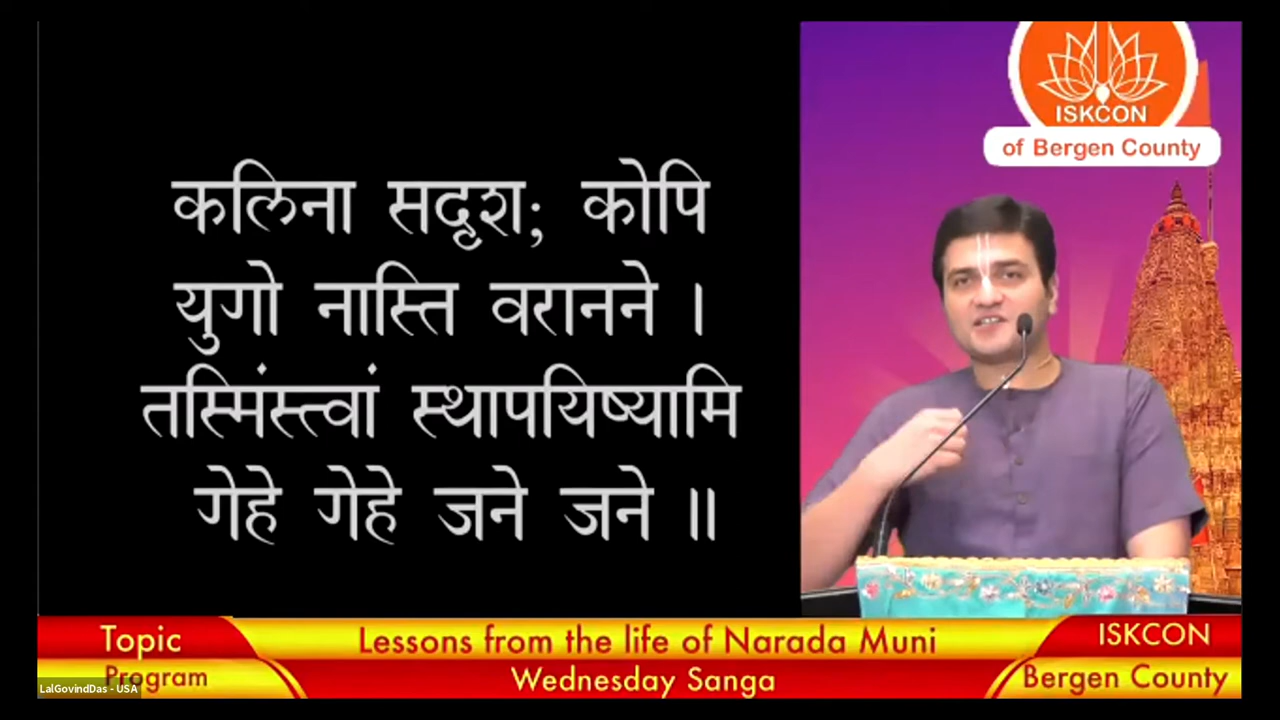 कलिना सदृश; कोपि
युगो नास्ति वरानने ।
तस्मिंस्त्वां स्थापयिष्यामि
गेहे गेहे जने जने ॥
ISKCON
of Bergen County
Topic
Lessons from the life of Narada Muni
ISKCON
Program
Wednesday Sanga
Bergen County
LalGovindDas - USA